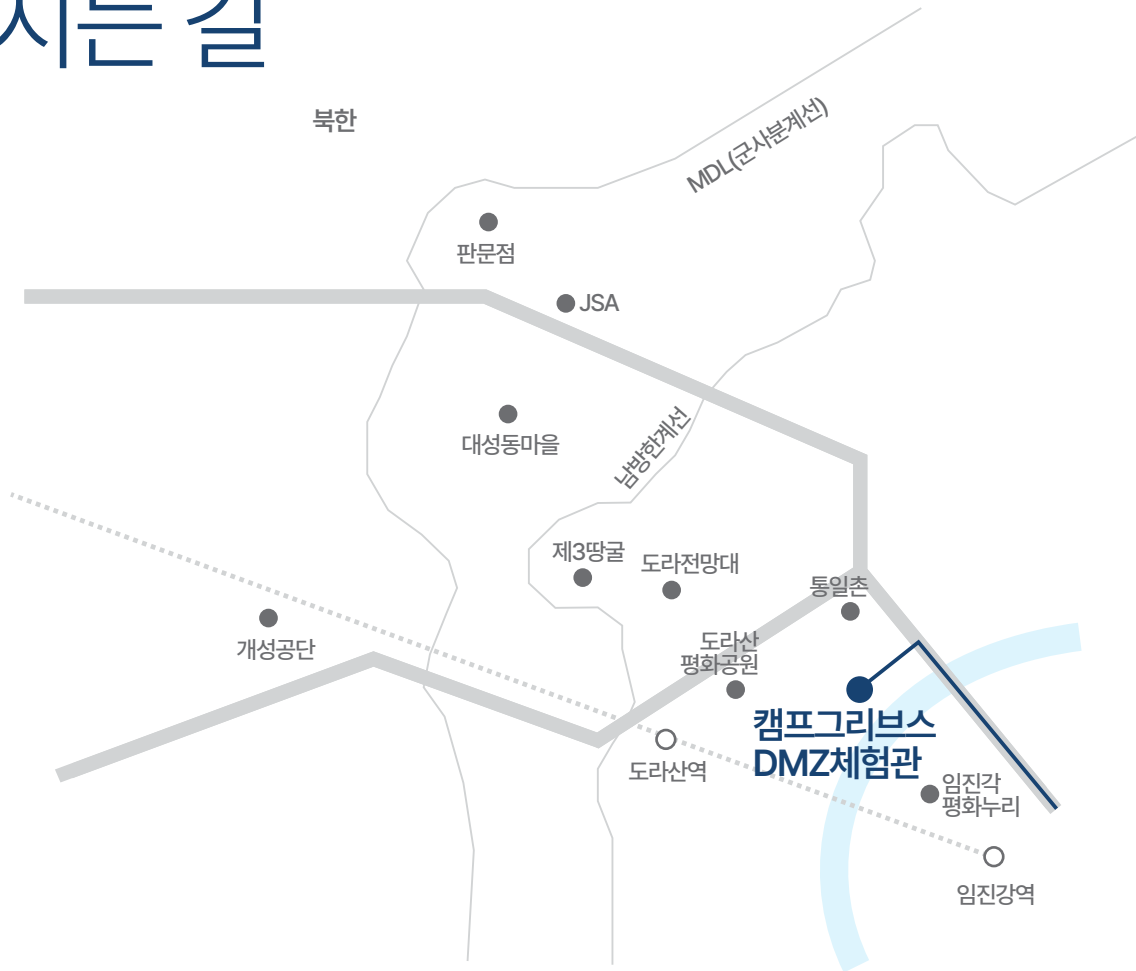 시는 길
북한
MDL(군사분계선)
판문점
JSA
대성동마을
남방한계선
제3땅굴
도라전망대
통일촌
개성공단
도라산
평화공원
캠프그리브스
DMZ체험관
도라산역
임진각
평화누리
임진강역